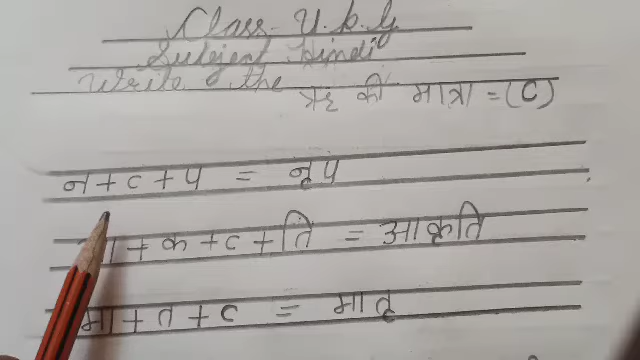 Class. U.k.G
Subject Hindi
Write the ऋ की मात्रा = (c)
न + c + प = नृप
+ क + c + ति = आकृति
मा + त + c = मातृ